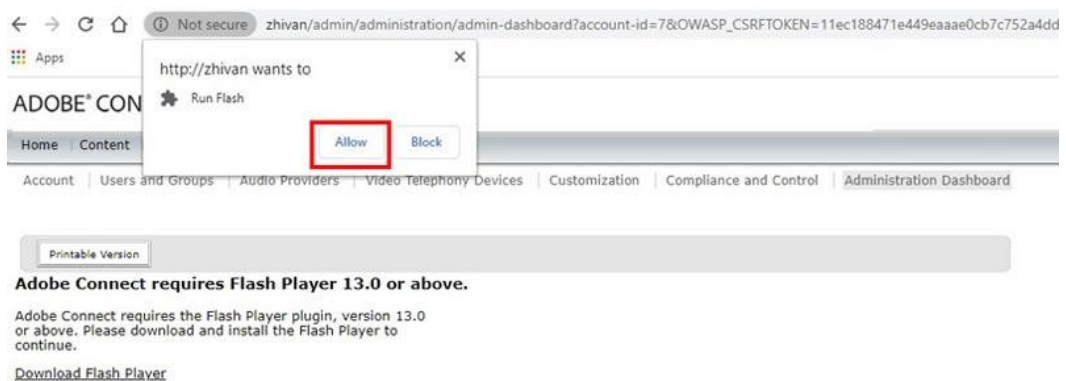 Not secure zhivan/admin/administration/admin-dashboard?account-id=7&OWASP_CSRFTOKEN=11ec188471e449eaaae0cb7c752a4dd
Apps
http://zhivan wants to
Run Flash
Allow Block
ADOBE® CON
Home Content
Account Users and Groups Audio Providers Video Telephony Devices Customization Compliance and Control Administration Dashboard
Printable Version
Adobe Connect requires Flash Player 13.0 or above.
Adobe Connect requires the Flash Player plugin, version 13.0
or above. Please download and install the Flash Player to
continue.
Download Flash Player